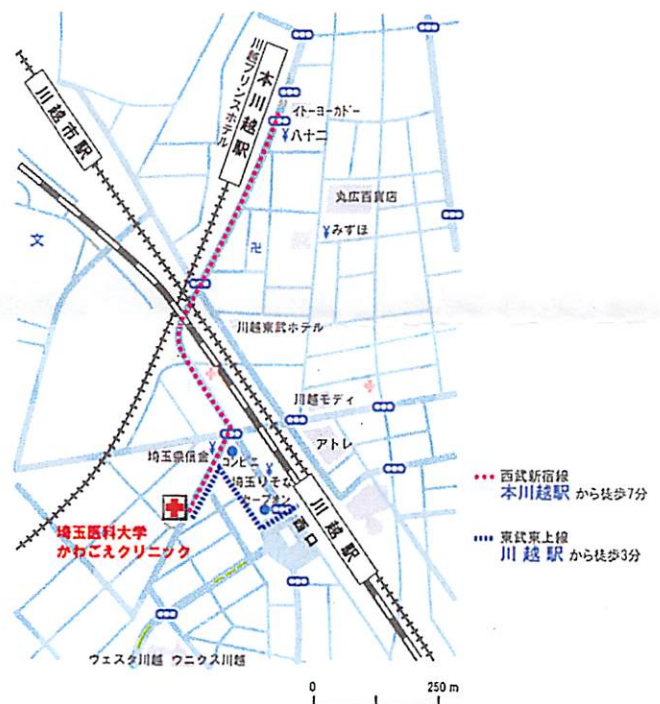 川越市駅
本川越駅
川越プリンスホテル
イトーヨーカドー
八十二
丸広百貨店
みずほ
文
卍
川越東武ホテル
川越モディ
アトレ
埼玉県信金
コンビニ
埼玉りそな
セーブオン
西口
川越駅
埼玉医科大学
かわごえクリニック
ウェスタ川越 ウニクス川越
西武新宿線
本川越駅 から徒歩7分
東武東上線
川越駅 から徒歩3分
0 250 m